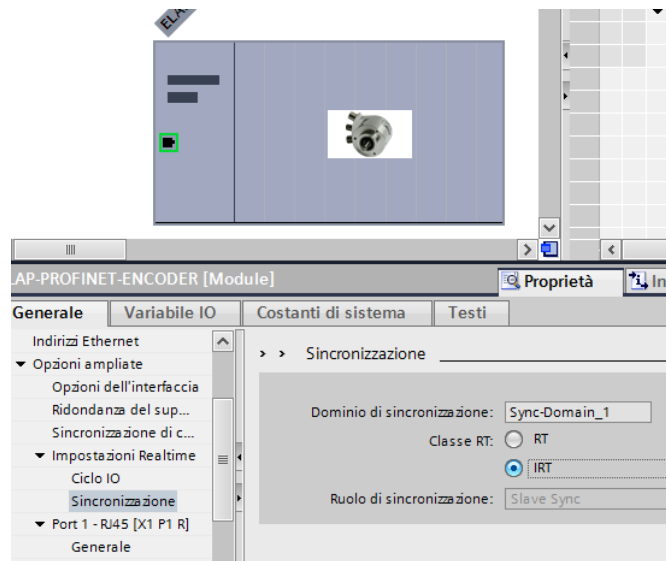 LAP-PROFINET-ENCODER [Module]
Proprietà
Generale
Variabile IO
Costanti di sistema
Testi
Indirizzi Ethernet
Opzioni ampliate
Opzioni dell'interfaccia
Ridondanza del sup...
Sincronizzazione di c...
Impostazioni Realtime
Ciclo IO
Sincronizzazione
Port 1 - RJ45 [X1 P1 R]
Generale
> > Sincronizzazione
Dominio di sincronizzazione: Sync-Domain_1
Classe RT: RT
IRT
Ruolo di sincronizzazione: Slave Sync